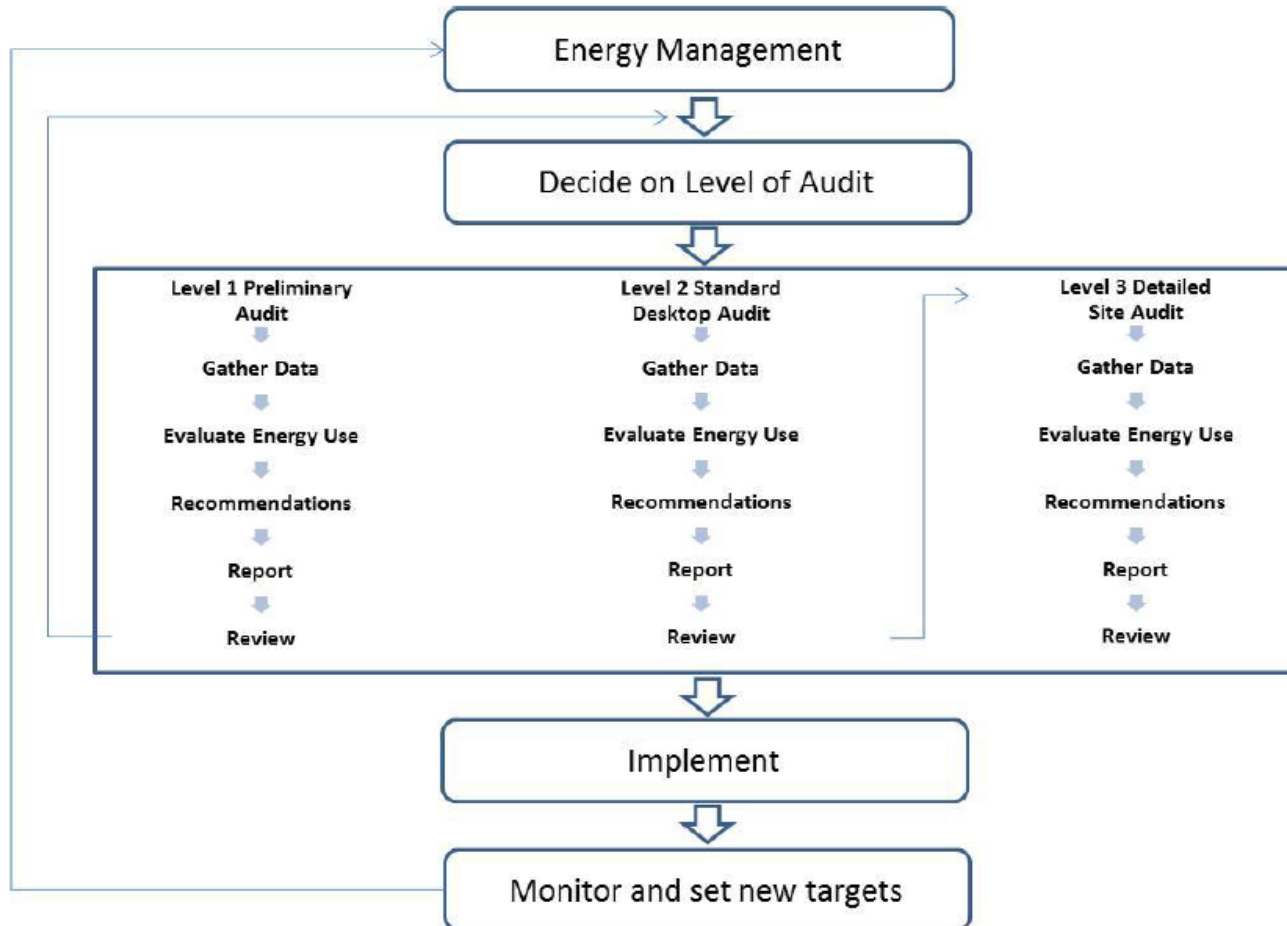 Energy Management
Decide on Level of Audit
Level 1 Preliminary
Audit
Gather Data
Evaluate Energy Use
Recommendations
Report
Review
Level 2 Standard
Desktop Audit
Gather Data
Evaluate Energy Use
Recommendations
Report
Review
Level 3 Detailed
Site Audit
Gather Data
Evaluate Energy Use
Recommendations
Report
Review
Implement
Monitor and set new targets